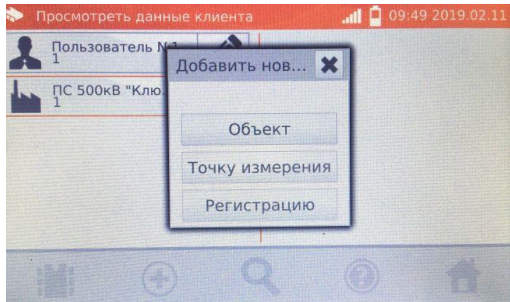 Просмотреть данные клиента
09:49 2019.02.11
Пользователь №1
1
ПС 500кВ "Клю...
1
Добавить нов...
Объект
Точку измерения
Регистрацию